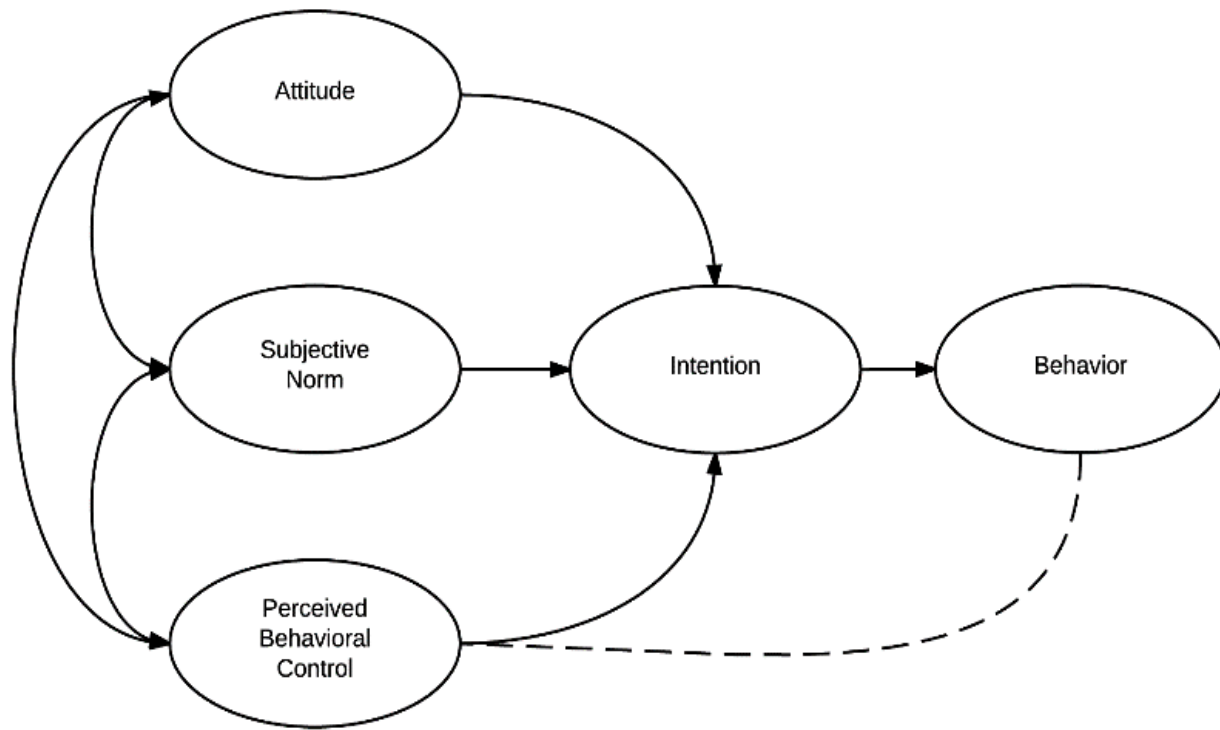 Attitude
Subjective
Norm
Intention
Behavior
Perceived
Behavioral
Control